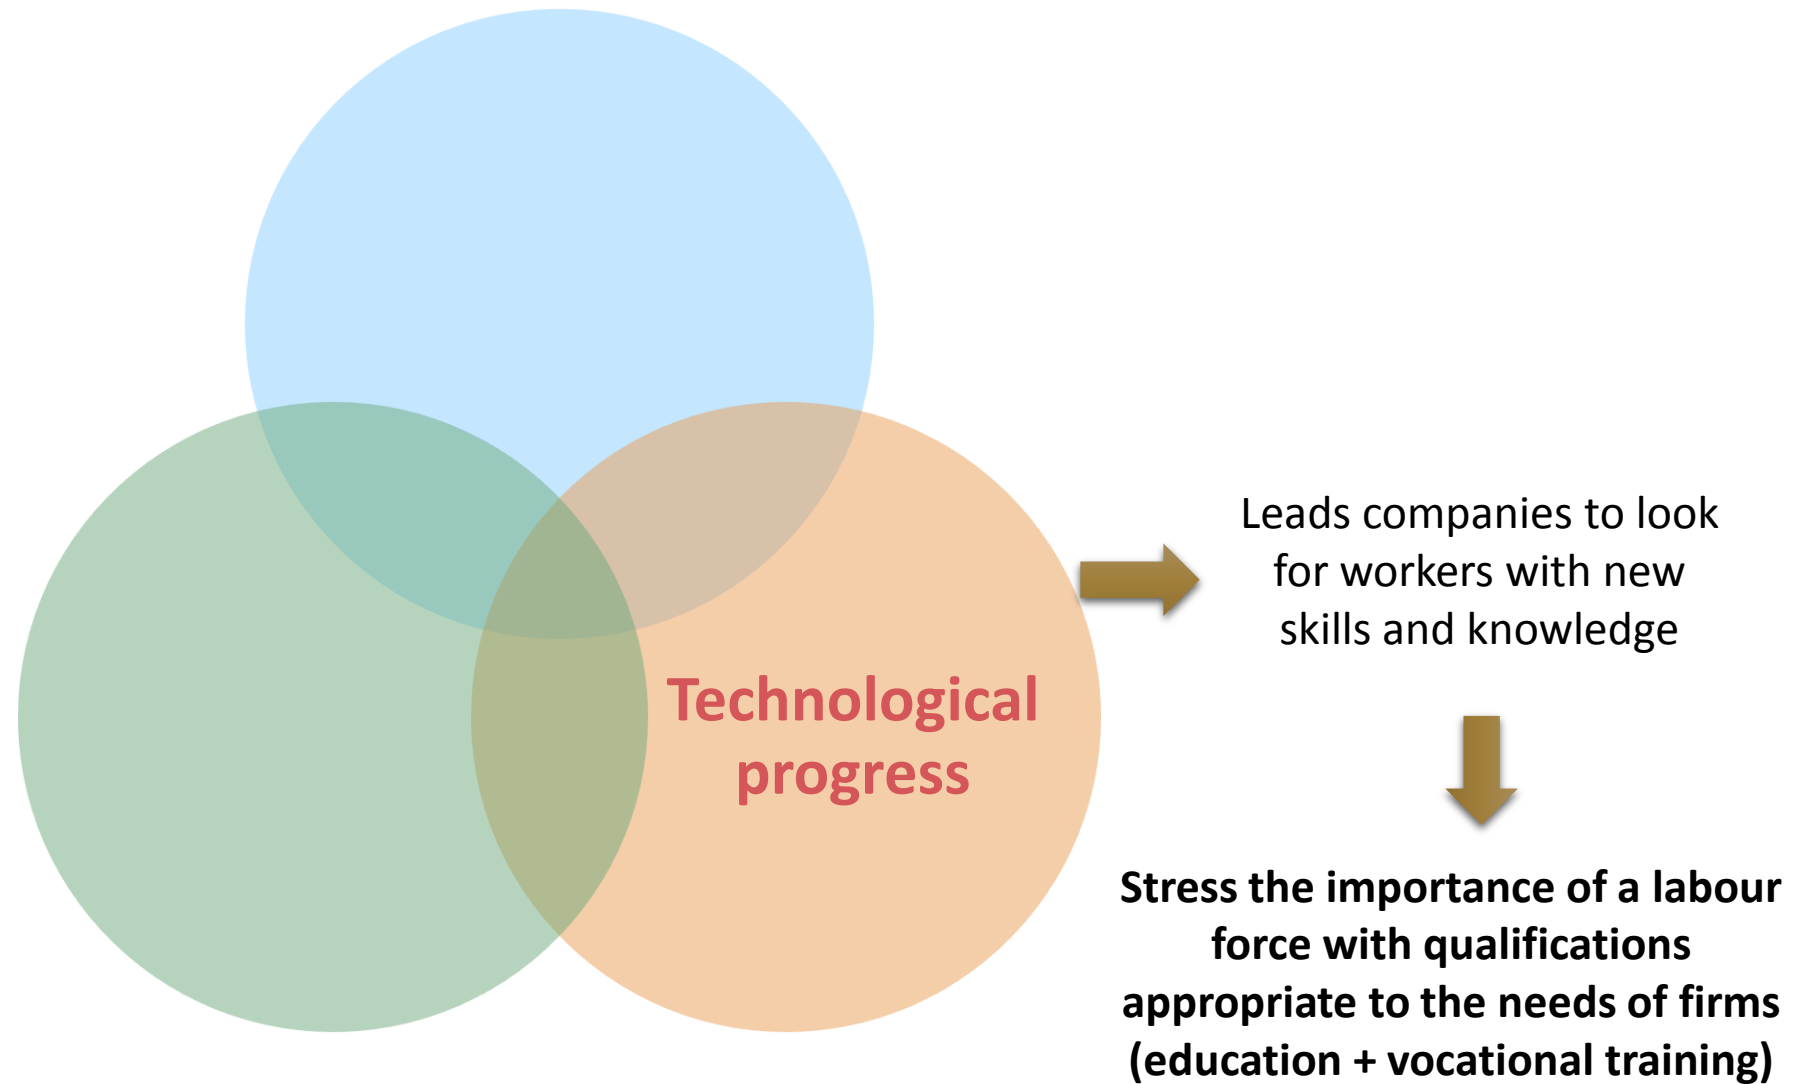 Technological
progress
Leads companies to look
for workers with new
skills and knowledge
Stress the importance of a labour
force with qualifications
appropriate to the needs of firms
(education + vocational training)